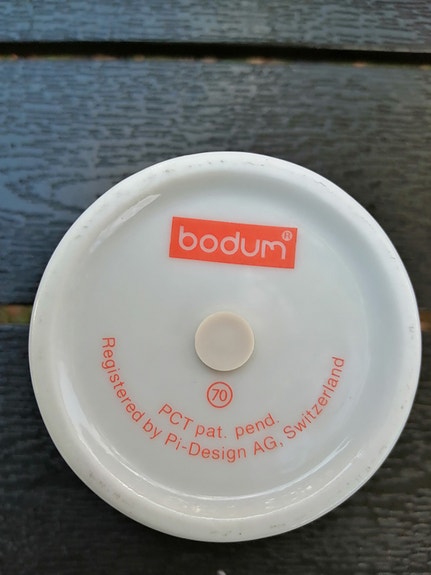 bodum®
70
PCT pat. pend.
Registered by Pi-Design AG, Switzerland